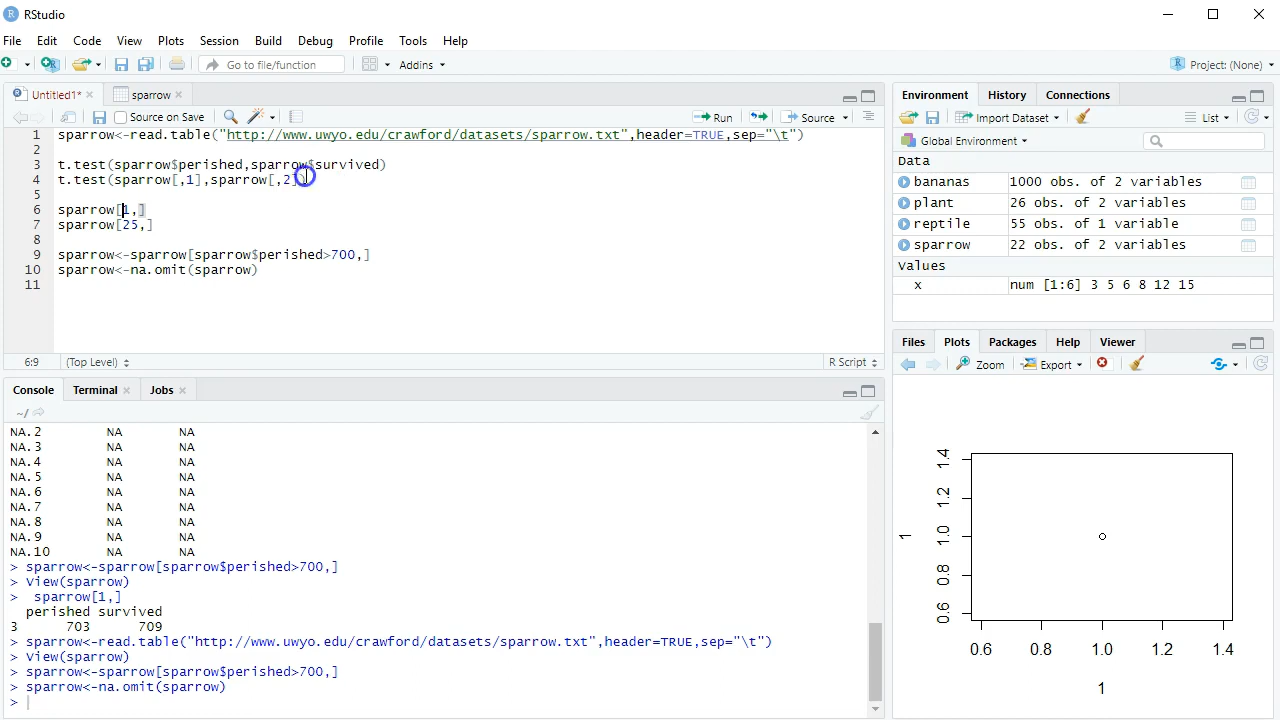 RStudio
File Edit Code View Plots Session Build Debug Profile Tools Help
Go to file/function Addins Project: (None)
Untitled1* sparrow
Source on Save Run Source
1 sparrow<-read.table("http://www.uwyo.edu/crawford/datasets/sparrow.txt",header=TRUE,sep="\t")
2
3 t.test(sparrow$perished,sparrow$survived)
4 t.test(sparrow[,1],sparrow[,2])
5
6 sparrow[1,]
7 sparrow[25,]
8
9 sparrow<-sparrow[sparrow$perished>700,]
10 sparrow<-na.omit(sparrow)
11
6:9 (Top Level) R Script
Console Terminal Jobs
~/
NA.2 NA NA
NA.3 NA NA
NA.4 NA NA
NA.5 NA NA
NA.6 NA NA
NA.7 NA NA
NA.8 NA NA
NA.9 NA NA
NA.10 NA NA
> sparrow<-sparrow[sparrow$perished>700,]
> View(sparrow)
> sparrow[1,]
perished survived
3 703 709
> sparrow<-read.table("http://www.uwyo.edu/crawford/datasets/sparrow.txt",header=TRUE,sep="\t")
> View(sparrow)
> sparrow<-sparrow[sparrow$perished>700,]
> sparrow<-na.omit(sparrow)
>
Environment History Connections
Import Dataset List
Global Environment
Data
bananas 1000 obs. of 2 variables
plant 26 obs. of 2 variables
reptile 55 obs. of 1 variable
sparrow 22 obs. of 2 variables
Values
x num [1:6] 3 5 6 8 12 15
Files Plots Packages Help Viewer
Zoom Export
1.4
1.2
1.0
0.8
0.6
1
0.6 0.8 1.0 1.2 1.4
1